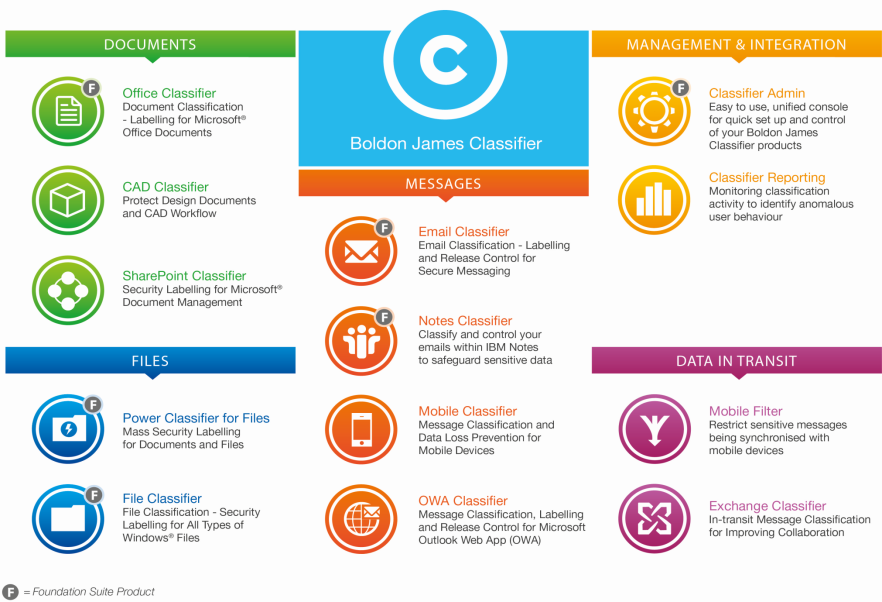 DOCUMENTS
F
Office Classifier
Document Classification
- Labelling for Microsoft®
Office Documents
CAD Classifier
Protect Design Documents
and CAD Workflow
SharePoint Classifier
Security Labelling for Microsoft®
Document Management
FILES
F
Power Classifier for Files
Mass Security Labelling
for Documents and Files
F
File Classifier
File Classification - Security
Labelling for All Types of
Windows® Files
C
Boldon James Classifier
MESSAGES
F
Email Classifier
Email Classification - Labelling
and Release Control for
Secure Messaging
F
Notes Classifier
Classify and control your
emails within IBM Notes
to safeguard sensitive data
Mobile Classifier
Message Classification and
Data Loss Prevention for
Mobile Devices
OWA Classifier
Message Classification, Labelling
and Release Control for Microsoft
Outlook Web App (OWA)
MANAGEMENT & INTEGRATION
F
Classifier Admin
Easy to use, unified console
for quick set up and control
of your Boldon James
Classifier products
Classifier Reporting
Monitoring classification
activity to identify anomalous
user behaviour
DATA IN TRANSIT
Mobile Filter
Restrict sensitive messages
being synchronised with
mobile devices
Exchange Classifier
In-transit Message Classification
for Improving Collaboration
F = Foundation Suite Product